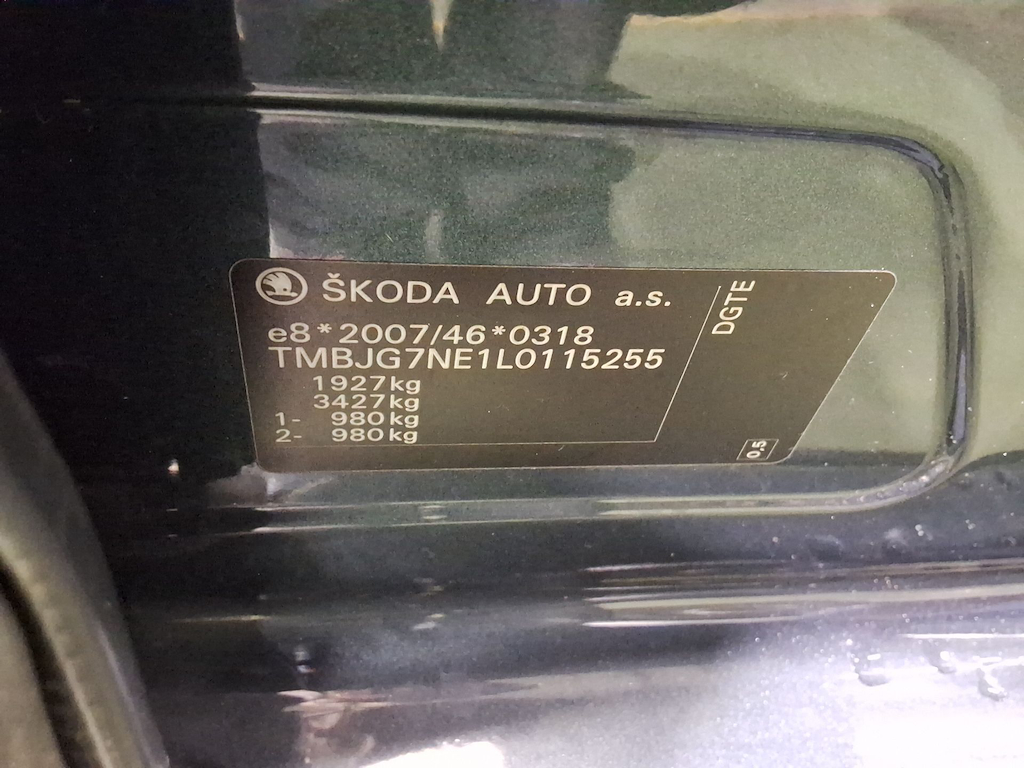 ŠKODA AUTO a.s.
e8*2007/46*0318
TMBJG7NE1L0115255
1927kg
3427kg
1- 980kg
2- 980kg
DGTE
0.5